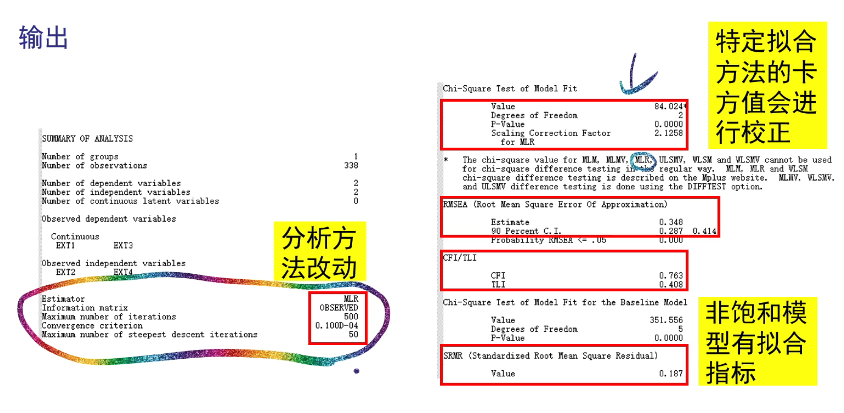 输出
SUMMARY OF ANALYSIS
Number of groups 1
Number of observations 338
Number of dependent variables 2
Number of independent variables 2
Number of continuous latent variables 0
Observed dependent variables
Continuous
EXT1 EXT3
Observed independent variables
EXT2 EXT4
Estimator MLR
Information matrix OBSERVED
Maximum number of iterations 500
Convergence criterion 0.100D-04
Maximum number of steepest descent iterations 50
分析方
法改动
Chi-Square Test of Model Fit
Value 84.024*
Degrees of Freedom 2
P-Value 0.0000
Scaling Correction Factor 2.1258
for MLR
* The chi-square value for MLM, MLMV, MLR, ULSMV, WLSM and WLSMV cannot be used
for chi-square difference testing in the regular way. MLM, MLR and WLSM
chi-square difference testing is described on the Mplus website. MLMV, WLSMV,
and ULSMV difference testing is done using the DIFFTEST option.
RMSEA (Root Mean Square Error Of Approximation)
Estimate 0.348
90 Percent C.I. 0.287 0.414
Probability RMSEA <= .05 0.000
CFI/TLI
CFI 0.763
TLI 0.408
Chi-Square Test of Model Fit for the Baseline Model
Value 351.556
Degrees of Freedom 5
P-Value 0.0000
SRMR (Standardized Root Mean Square Residual)
Value 0.187
特定拟合
方法的卡
方值会进
行校正
非饱和模
型有拟合
指标